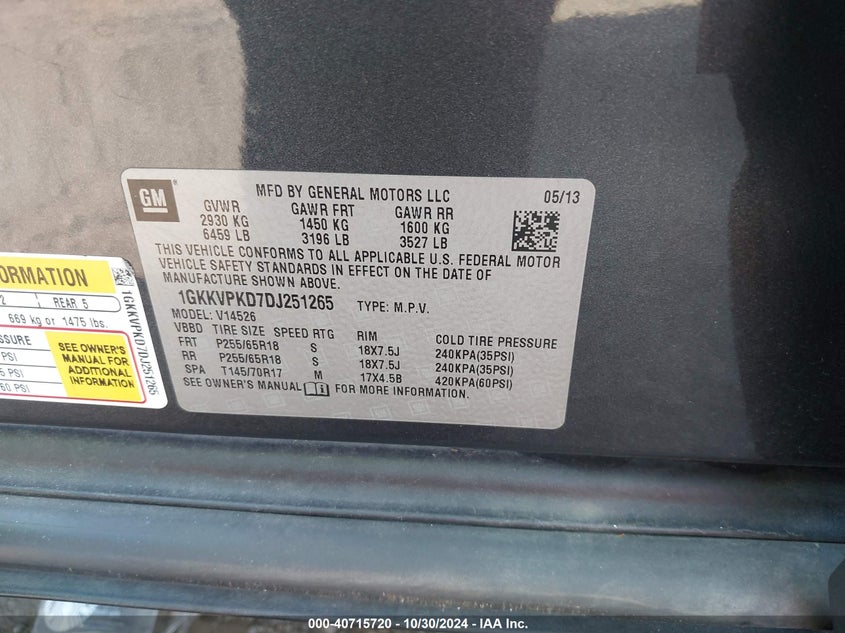 GM
MFD BY GENERAL MOTORS LLC 05/13
GVWR GAWR FRT GAWR RR
2930 KG 1450 KG 1600 KG
6459 LB 3196 LB 3527 LB
THIS VEHICLE CONFORMS TO ALL APPLICABLE U.S. FEDERAL MOTOR
VEHICLE SAFETY STANDARDS IN EFFECT ON THE DATE OF
MANUFACTURE SHOWN ABOVE.
1GKKVPKD7DJ251265 TYPE: M.P.V.
MODEL: V14526
VBBD TIRE SIZE SPEED RTG RIM COLD TIRE PRESSURE
FRT P255/65R18 S 18X7.5J 240KPA(35PSI)
RR P255/65R18 S 18X7.5J 240KPA(35PSI)
SPA T145/70R17 M 17X4.5B 420KPA(60PSI)
SEE OWNER'S MANUAL FOR MORE INFORMATION.
REAR 5
669 kg or 1475 lbs.
PSI
PSI
60 PSI
SEE OWNER'S
MANUAL FOR
ADDITIONAL
INFORMATION
1GKKVPKD7DJ251265
000-40715720 - 10/30/2024 - IAA Inc.